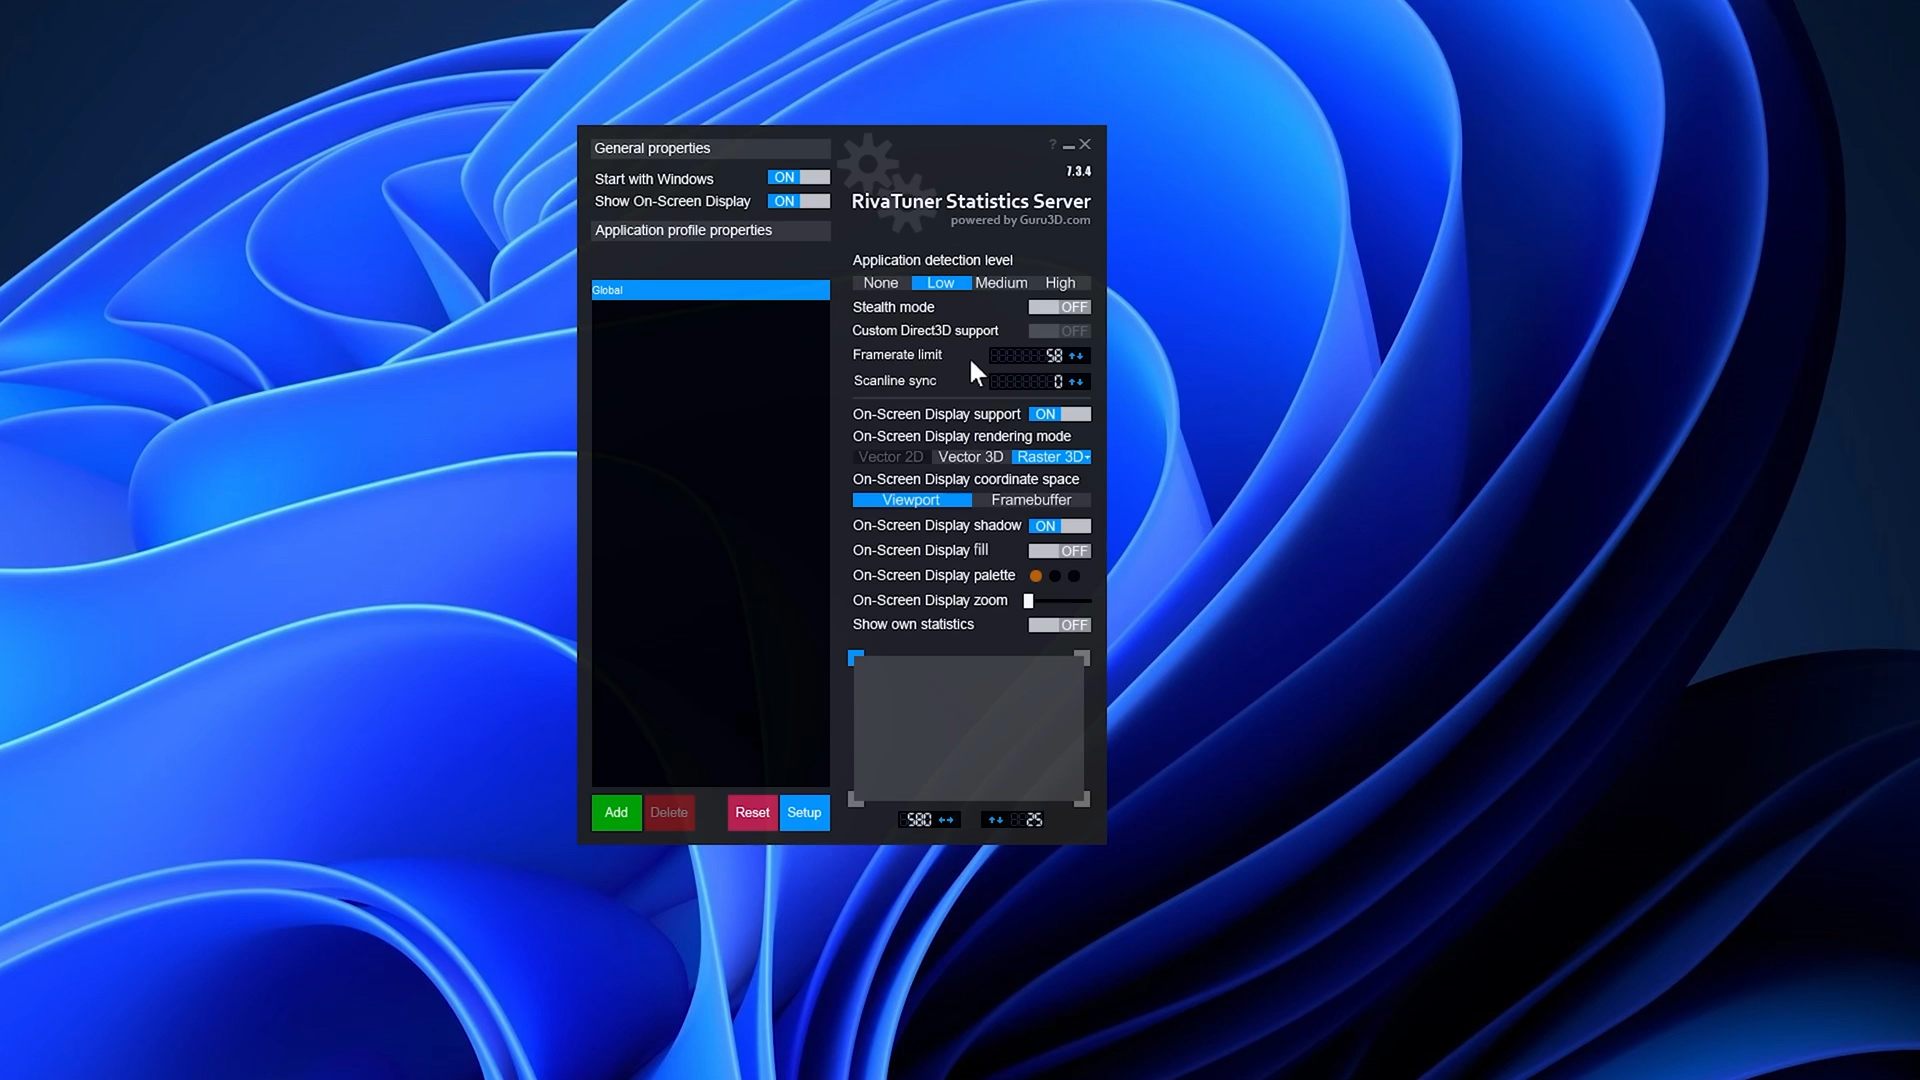 General properties
Start with Windows ON
Show On-Screen Display ON
Application profile properties
Global
Add Delete Reset Setup
?
7.3.4
RivaTuner Statistics Server
powered by Guru3D.com
Application detection level
None Low Medium High
Stealth mode OFF
Custom Direct3D support OFF
Framerate limit 58
Scanline sync 0
On-Screen Display support ON
On-Screen Display rendering mode
Vector 2D Vector 3D Raster 3D
On-Screen Display coordinate space
Viewport Framebuffer
On-Screen Display shadow ON
On-Screen Display fill OFF
On-Screen Display palette
On-Screen Display zoom
Show own statistics OFF
580 25